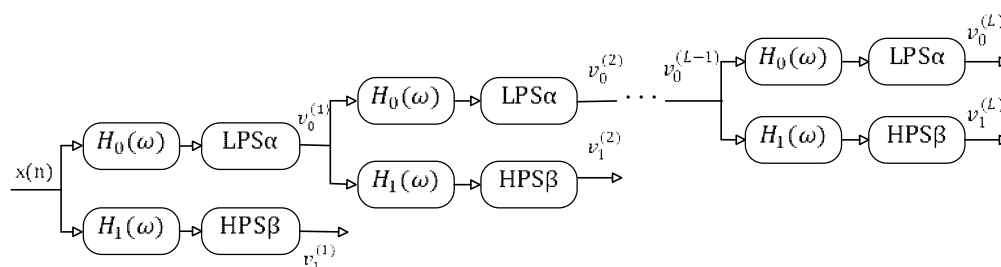 x(n)
H₀(ω) LPSα v₀⁽¹⁾
H₁(ω) HPSβ v₁⁽¹⁾
H₀(ω) LPSα v₀⁽²⁾
H₁(ω) HPSβ v₁⁽²⁾
· · · v₀⁽ᴸ⁻¹⁾
H₀(ω) LPSα v₀⁽ᴸ⁾
H₁(ω) HPSβ v₁⁽ᴸ⁾